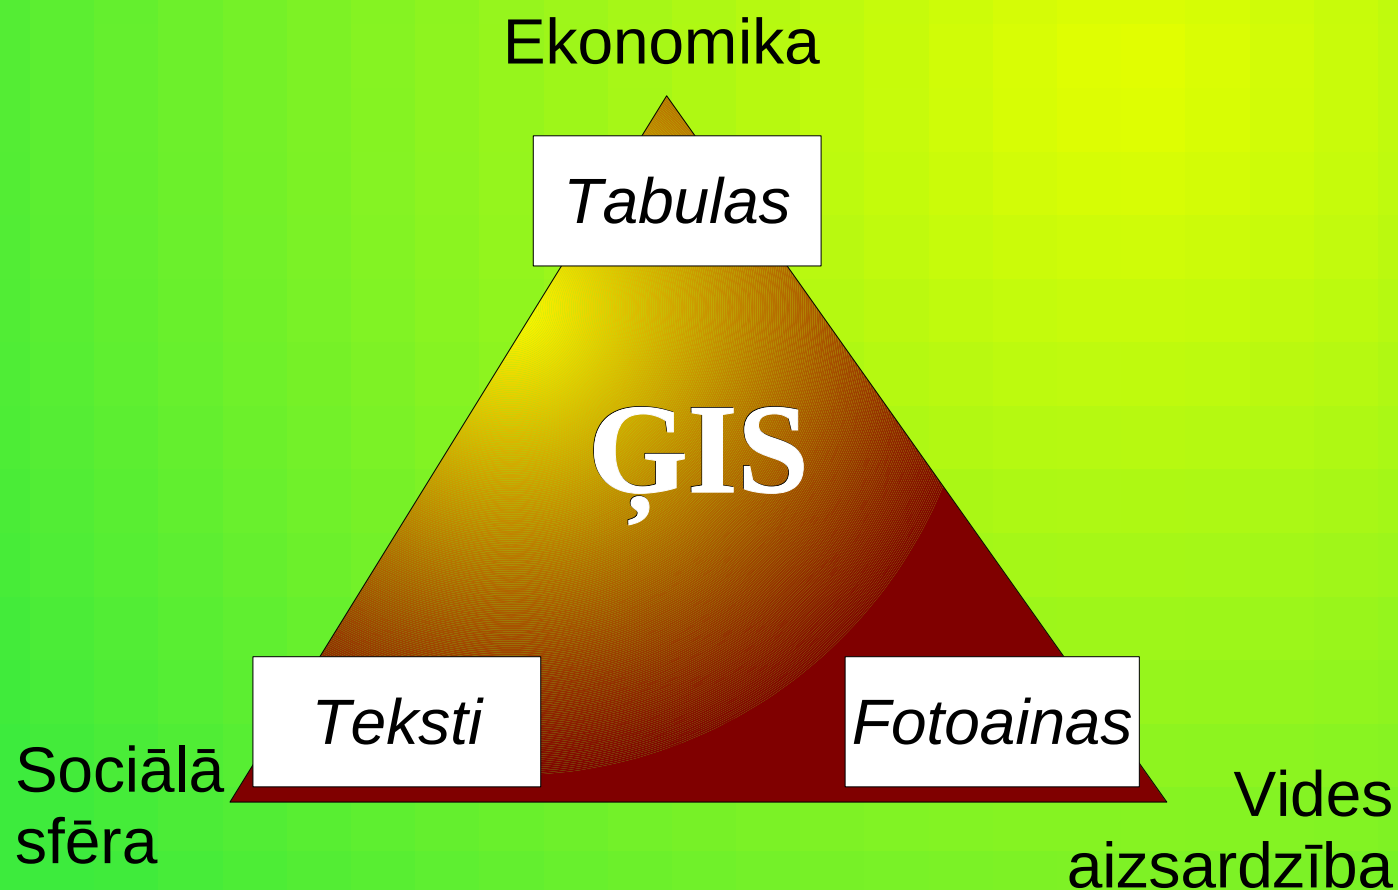 Ekonomika
Tabulas
ĢIS
Teksti
Fotoainas
Sociālā
sfēra
Vides
aizsardzība